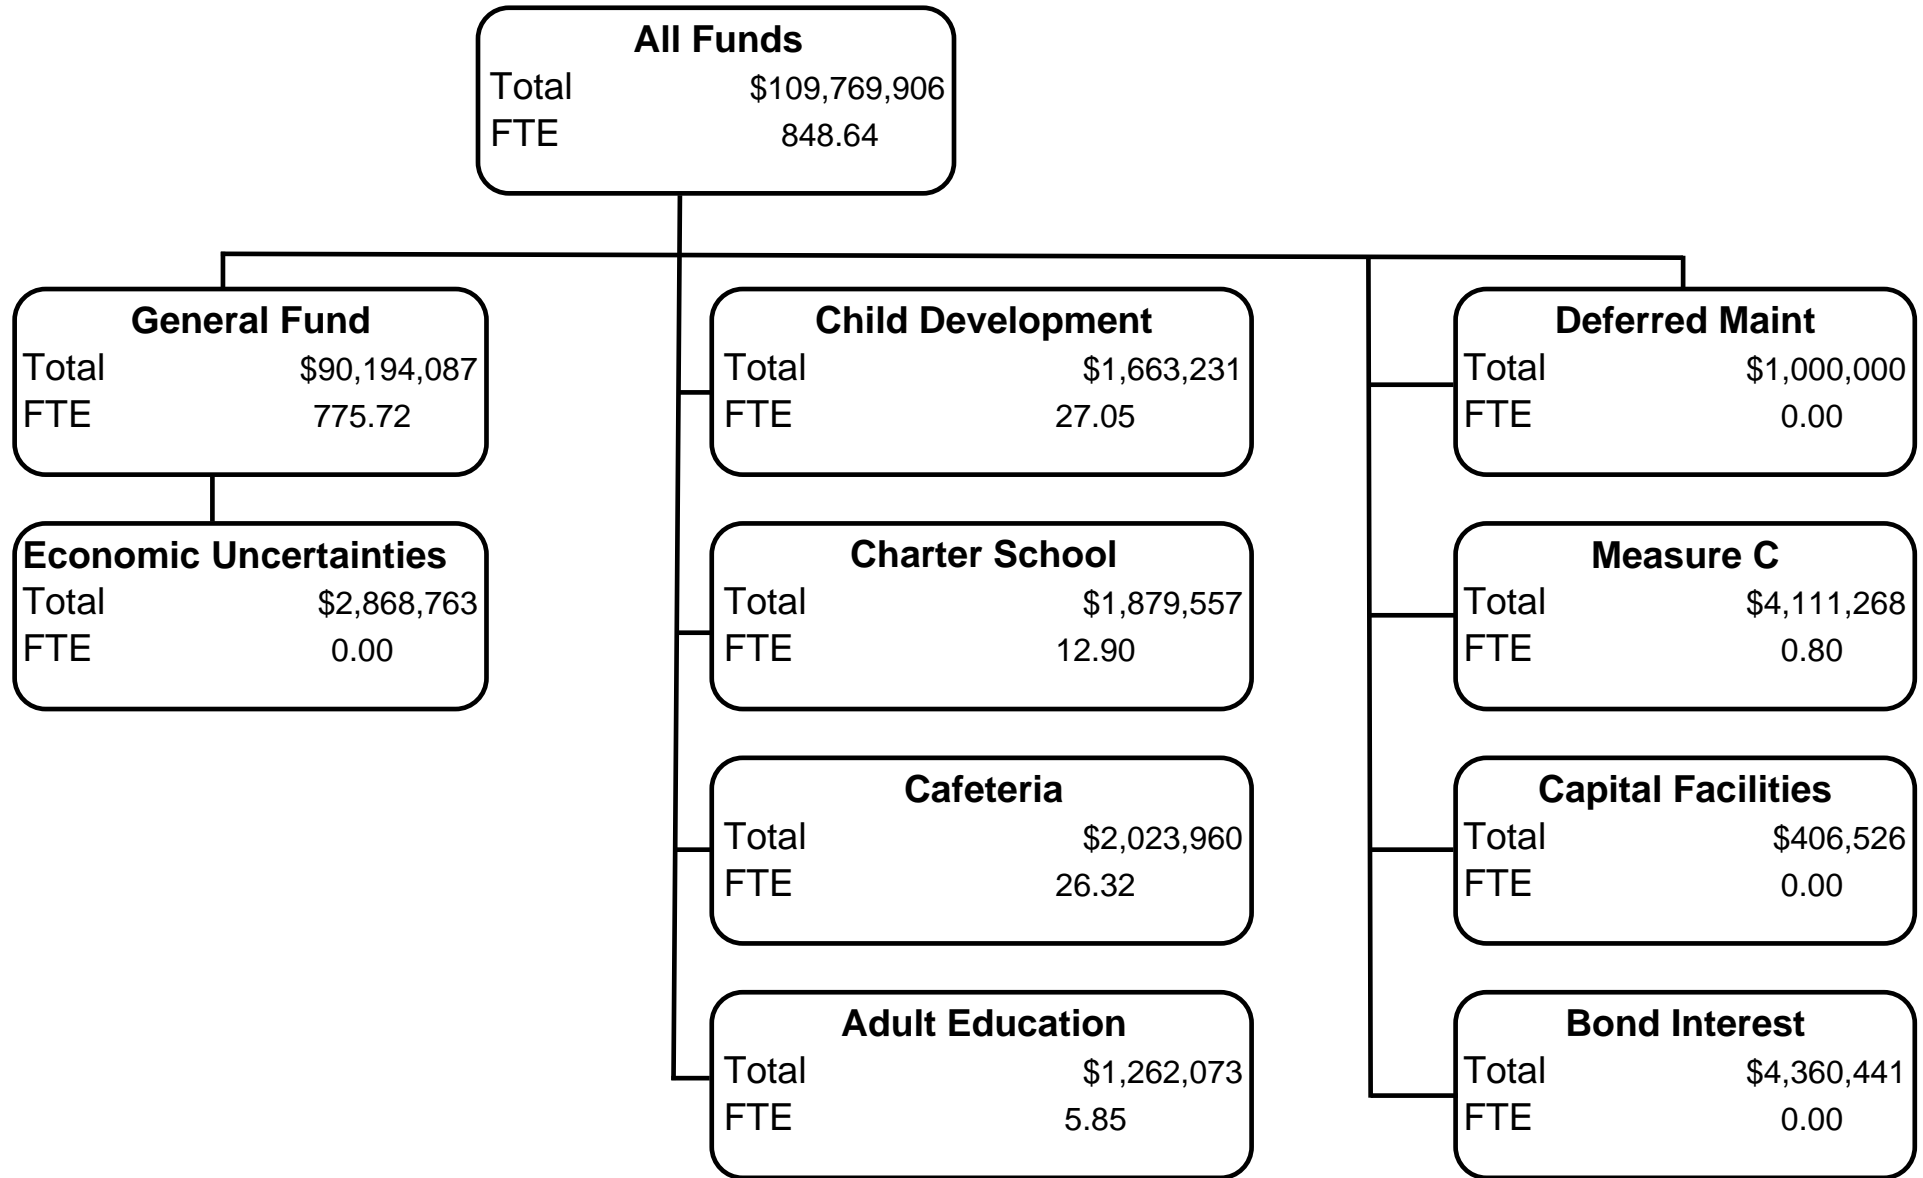 All Funds
Total $109,769,906
FTE 848.64
General Fund
Total $90,194,087
FTE 775.72
Economic Uncertainties
Total $2,868,763
FTE 0.00
Child Development
Total $1,663,231
FTE 27.05
Charter School
Total $1,879,557
FTE 12.90
Cafeteria
Total $2,023,960
FTE 26.32
Adult Education
Total $1,262,073
FTE 5.85
Deferred Maint
Total $1,000,000
FTE 0.00
Measure C
Total $4,111,268
FTE 0.80
Capital Facilities
Total $406,526
FTE 0.00
Bond Interest
Total $4,360,441
FTE 0.00